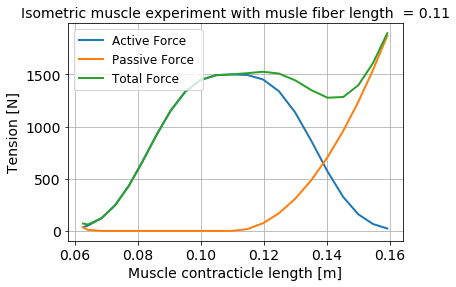 Isometric muscle experiment with musle fiber length  = 0.11
Active Force
Passive Force
Total Force
Tension [N]
1500
1000
500
0
0.06 0.08 0.10 0.12 0.14 0.16
Muscle contracticle length [m]